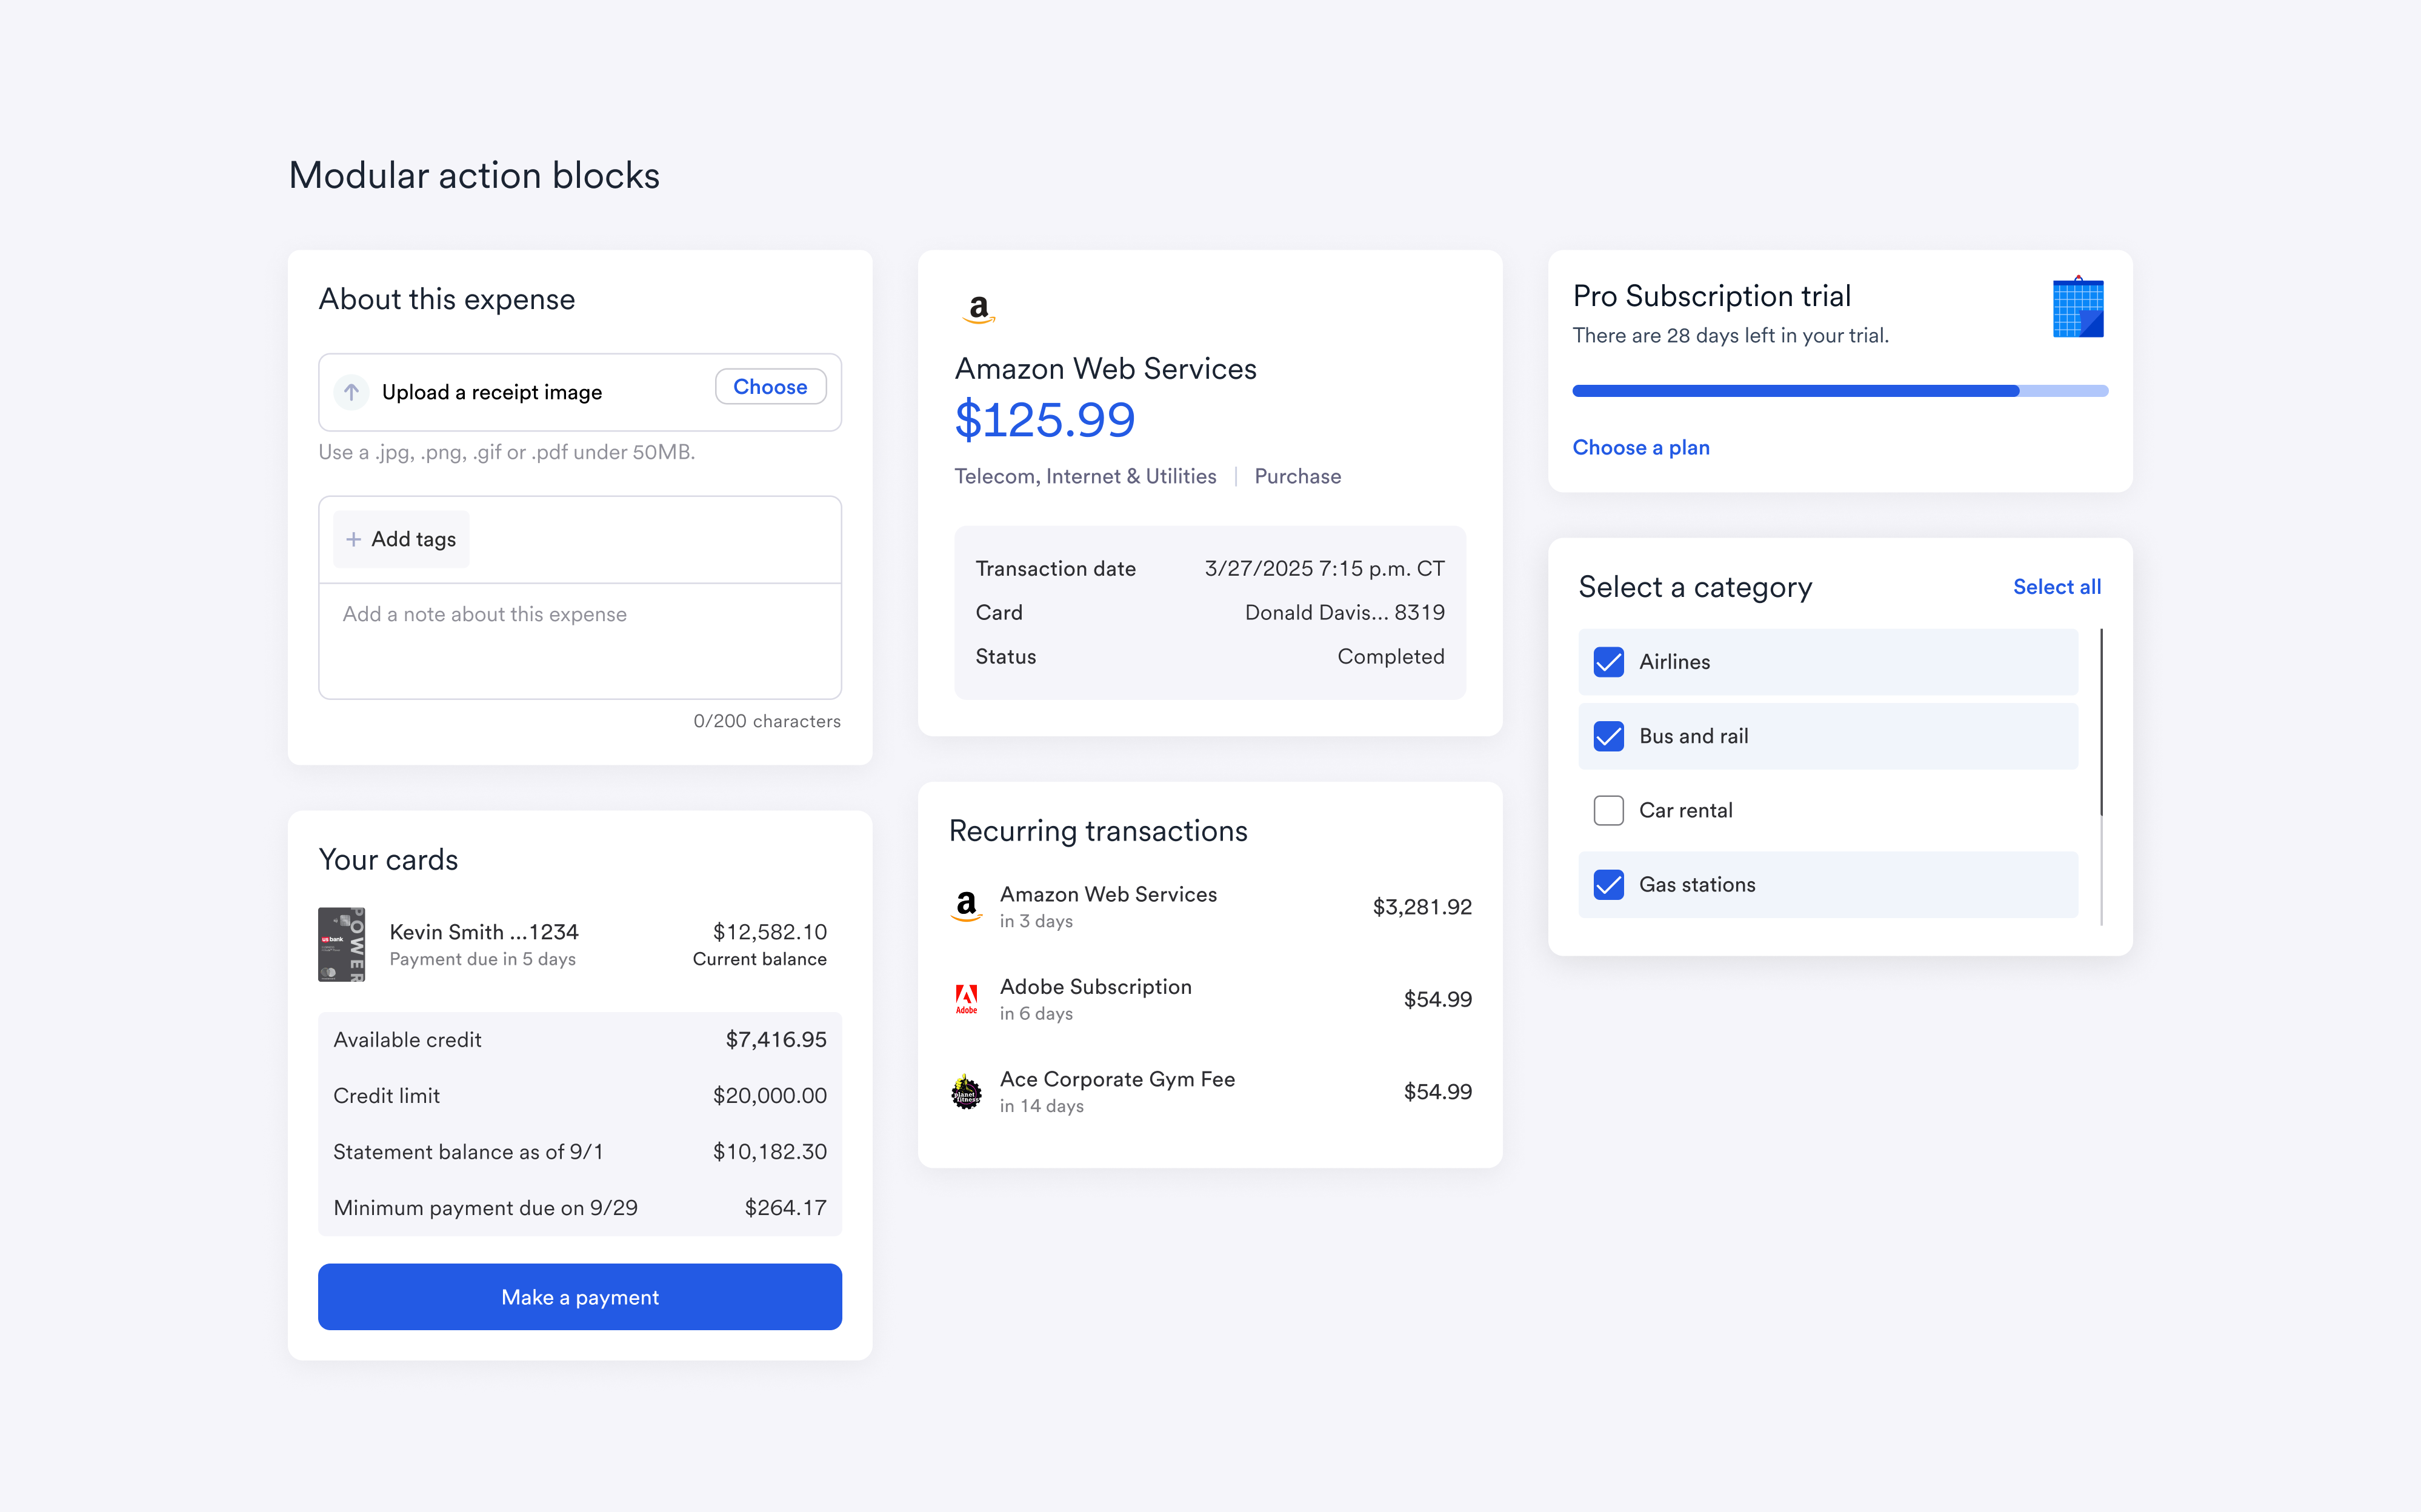 Modular action blocks
About this expense
Upload a receipt image
Choose
Use a .jpg, .png, .gif or .pdf under 50MB.
+ Add tags
Add a note about this expense
0/200 characters
Your cards
POWER
usbank
Kevin Smith ...1234
$12,582.10
Payment due in 5 days
Current balance
Available credit
$7,416.95
Credit limit
$20,000.00
Statement balance as of 9/1
$10,182.30
Minimum payment due on 9/29
$264.17
Make a payment
a
Amazon Web Services
$125.99
Telecom, Internet & Utilities | Purchase
Transaction date
3/27/2025 7:15 p.m. CT
Card
Donald Davis... 8319
Status
Completed
Recurring transactions
a
Amazon Web Services
in 3 days
$3,281.92
Adobe
Adobe Subscription
in 6 days
$54.99
planet fitness
Ace Corporate Gym Fee
in 14 days
$54.99
Pro Subscription trial
There are 28 days left in your trial.
Choose a plan
Select a category
Select all
Airlines
Bus and rail
Car rental
Gas stations